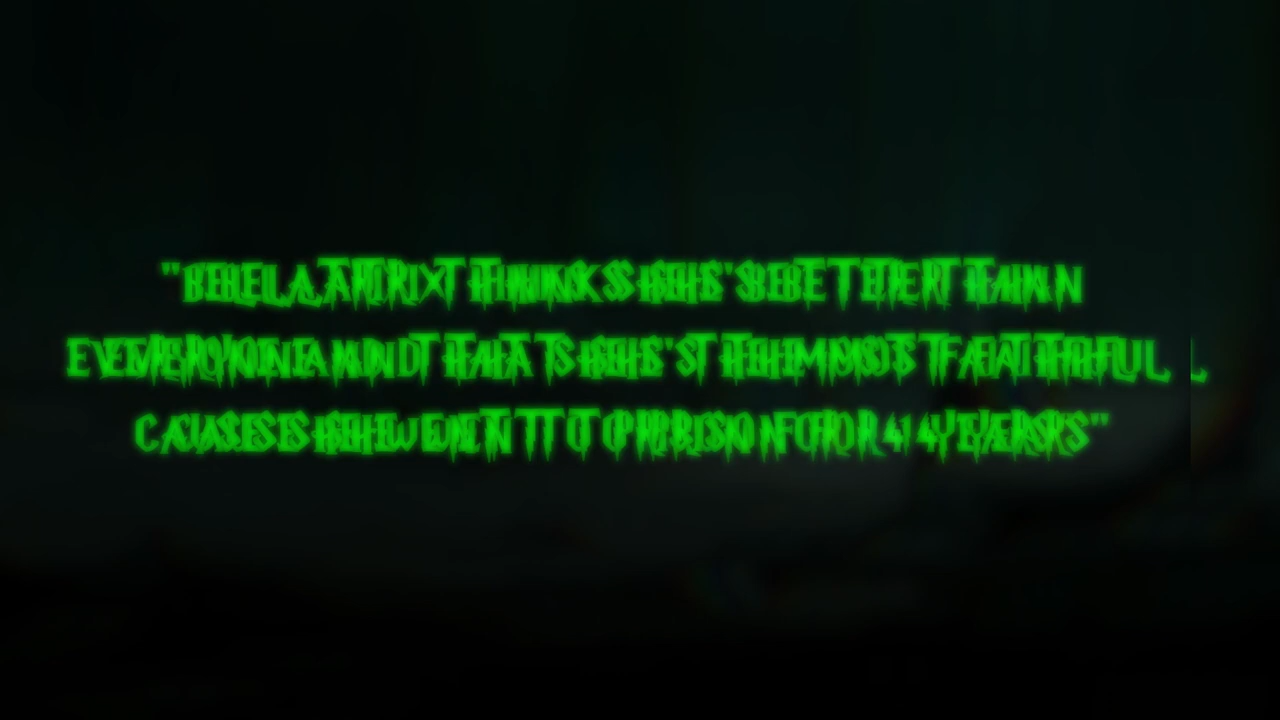 "BELLATRIX THINKS SHE'S BETTER THAN
EVERYONE AND THAT SHE'S THE MOST FAITHFUL
CAUSE SHE WENT TO PRISON FOR 14 YEARS"